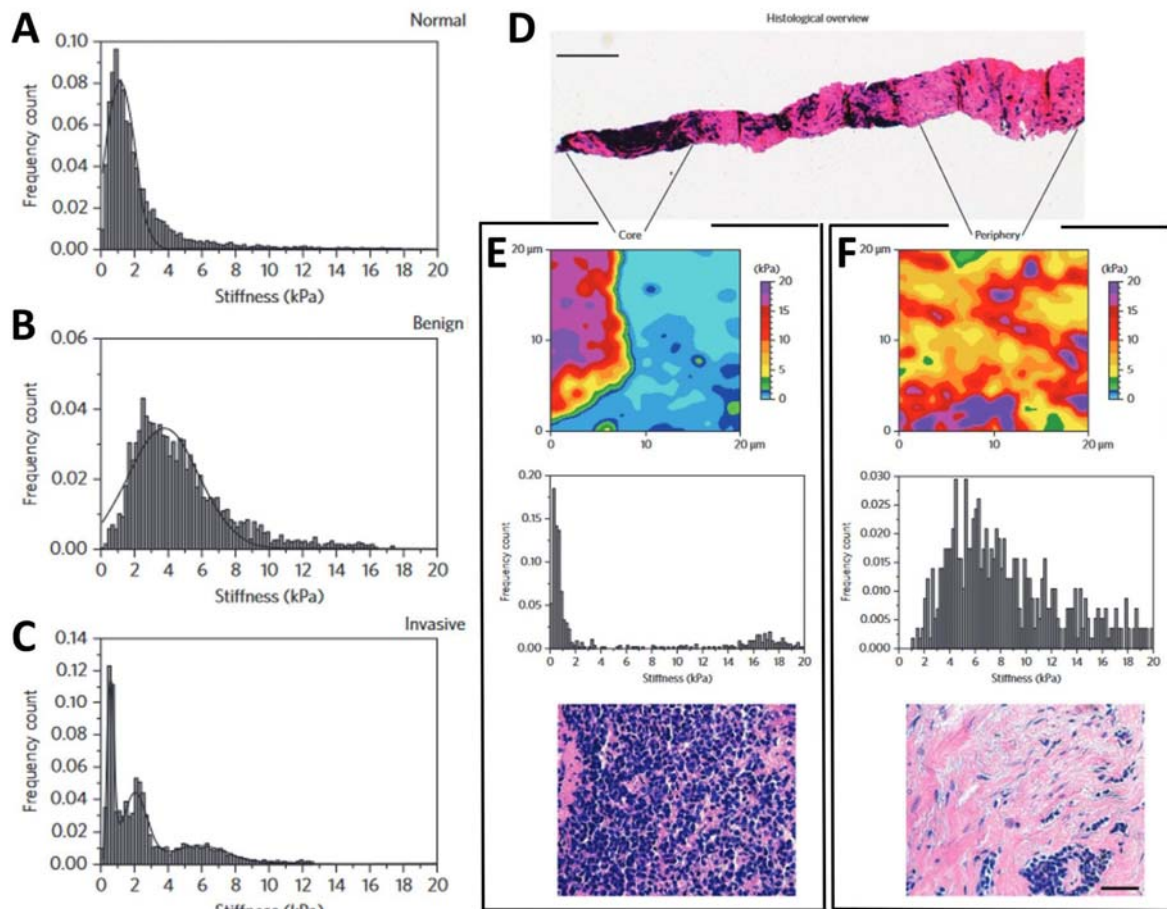 A
Normal
0.10
0.08
0.06
0.04
0.02
0.00
Frequency count
0 2 4 6 8 10 12 14 16 18 20
Stiffness (kPa)
B
Benign
0.06
0.04
0.02
0.00
Frequency count
0 2 4 6 8 10 12 14 16 18 20
Stiffness (kPa)
C
Invasive
0.14
0.12
0.10
0.08
0.06
0.04
0.02
0.00
Frequency count
0 2 4 6 8 10 12 14 16 18 20
Stiffness (kPa)
D
Histological overview
E
Core
20 µm
10
0
10
20 µm
(kPa)
20
15
10
5
0
0.20
0.15
0.10
0.05
0.00
Frequency count
0 2 4 6 8 10 12 14 16 18 20
Stiffness (kPa)
F
Periphery
20 µm
10
0
10
20 µm
(kPa)
20
15
10
5
0
0.030
0.025
0.020
0.015
0.010
0.005
0.000
Frequency count
0 2 4 6 8 10 12 14 16 18 20
Stiffness (kPa)